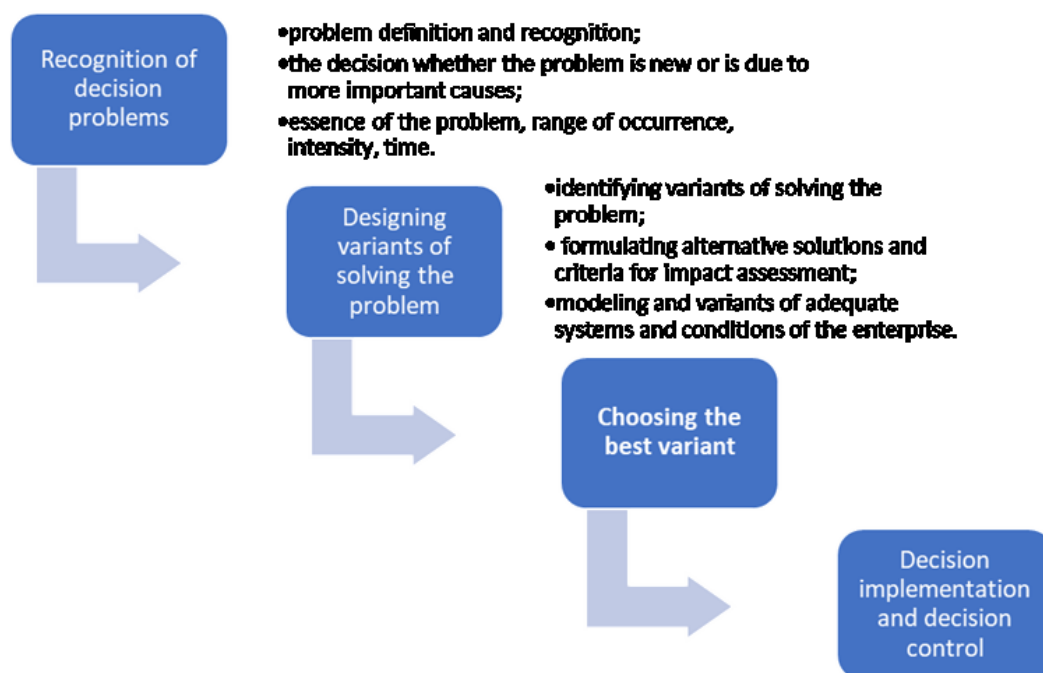 Recognition of
decision
problems
•problem definition and recognition;
•the decision whether the problem is new or is due to
more important causes;
•essence of the problem, range of occurrence,
intensity, time.
Designing
variants of
solving the
problem
•identifying variants of solving the
problem;
• formulating alternative solutions and
criteria for impact assessment;
•modeling and variants of adequate
systems and conditions of the enterprise.
Choosing the
best variant
Decision
implementation
and decision
control